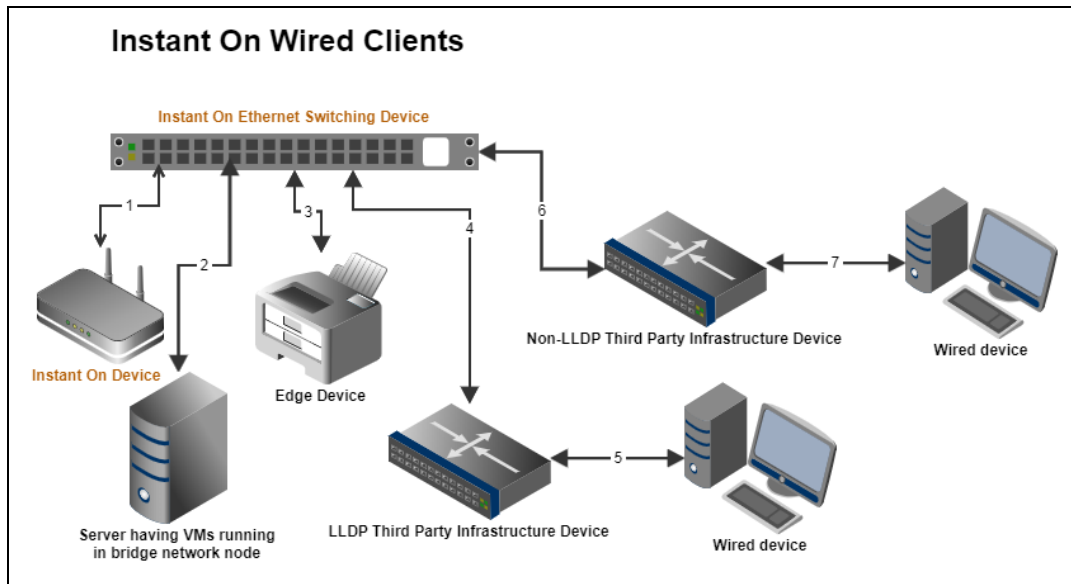 Instant On Wired Clients
Instant On Ethernet Switching Device
1
2
3
4
6
7
Instant On Device
Edge Device
Non-LLDP Third Party Infrastructure Device
Wired device
5
Server having VMs running
in bridge network node
LLDP Third Party Infrastructure Device
Wired device